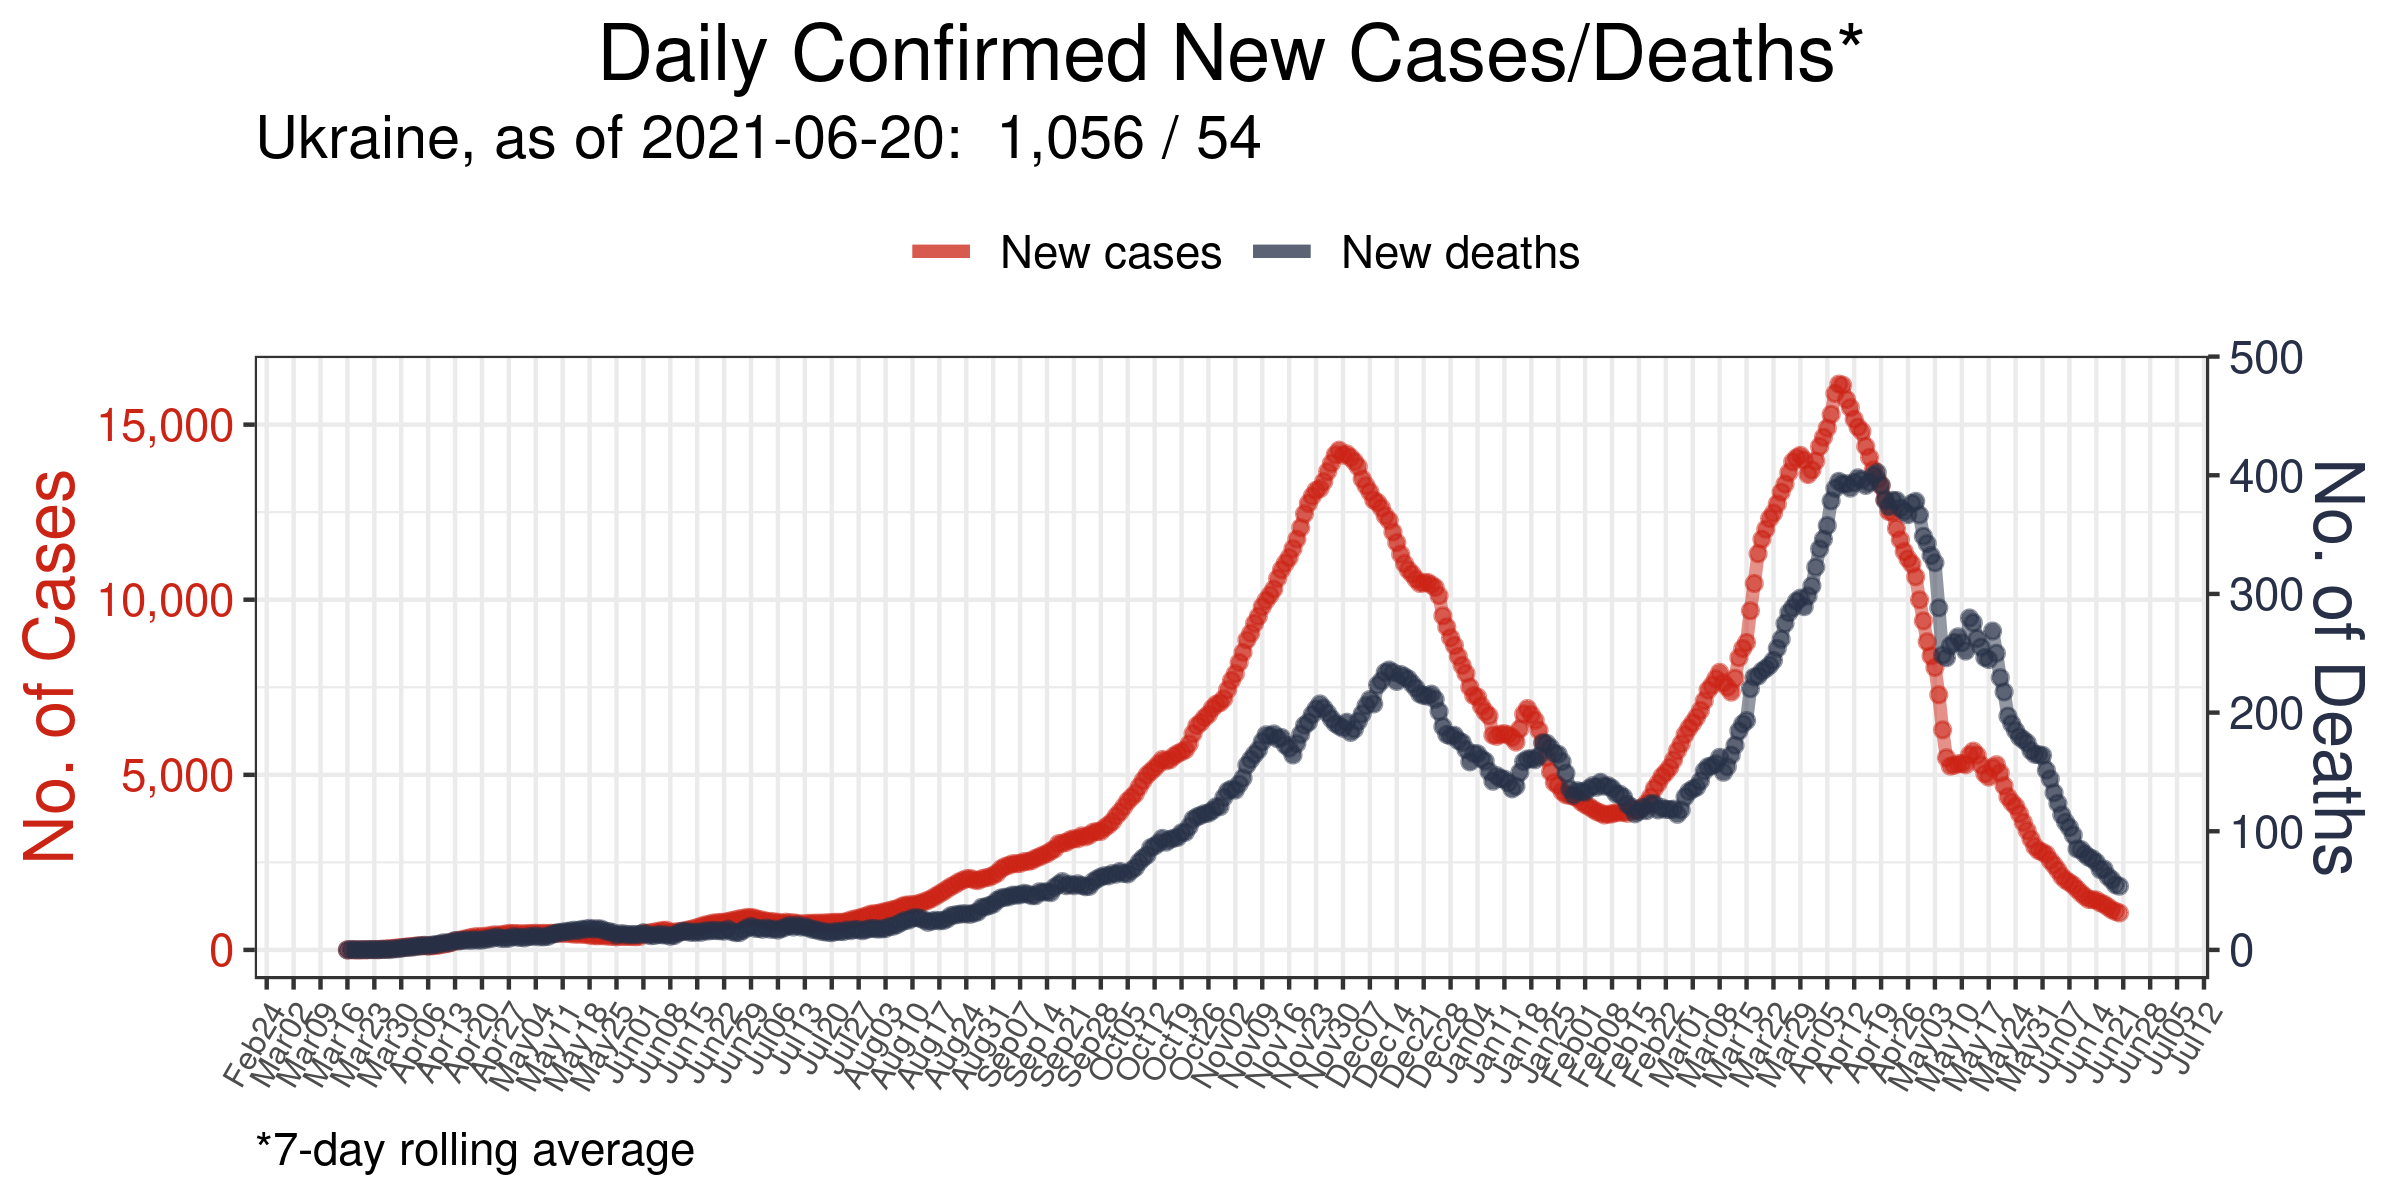 Daily Confirmed New Cases/Deaths*
Ukraine, as of 2021-06-20:  1,056 / 54
New cases
New deaths
No. of Cases
15,000
10,000
5,000
0
500
400
300
200
100
0
No. of Deaths
Feb24
Mar02
Mar09
Mar16
Mar23
Mar30
Apr06
Apr13
Apr20
Apr27
May04
May11
May18
May25
Jun01
Jun08
Jun15
Jun22
Jun29
Jul06
Jul13
Jul20
Jul27
Aug03
Aug10
Aug17
Aug24
Aug31
Sep07
Sep14
Sep21
Sep28
Oct05
Oct12
Oct19
Oct26
Nov02
Nov09
Nov16
Nov23
Nov30
Dec07
Dec14
Dec21
Dec28
Jan04
Jan11
Jan18
Jan25
Feb01
Feb08
Feb15
Feb22
Mar01
Mar08
Mar15
Mar22
Mar29
Apr05
Apr12
Apr19
Apr26
May03
May10
May17
May24
May31
Jun07
Jun14
Jun21
Jun28
Jul05
Jul12
*7-day rolling average